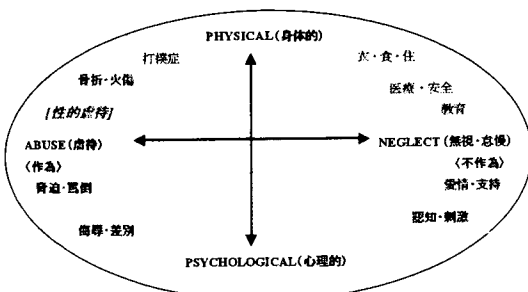 PHYSICAL(身体的)
打撲症
衣・食・住
骨折・火傷
医療・安全
[性的虐待]
教育
ABUSE(虐待)
NEGLECT(無視・怠慢)
〈作為〉
〈不作為〉
脅迫・罵倒
愛情・支持
認知・刺激
侮辱・差別
PSYCHOLOGICAL(心理的)